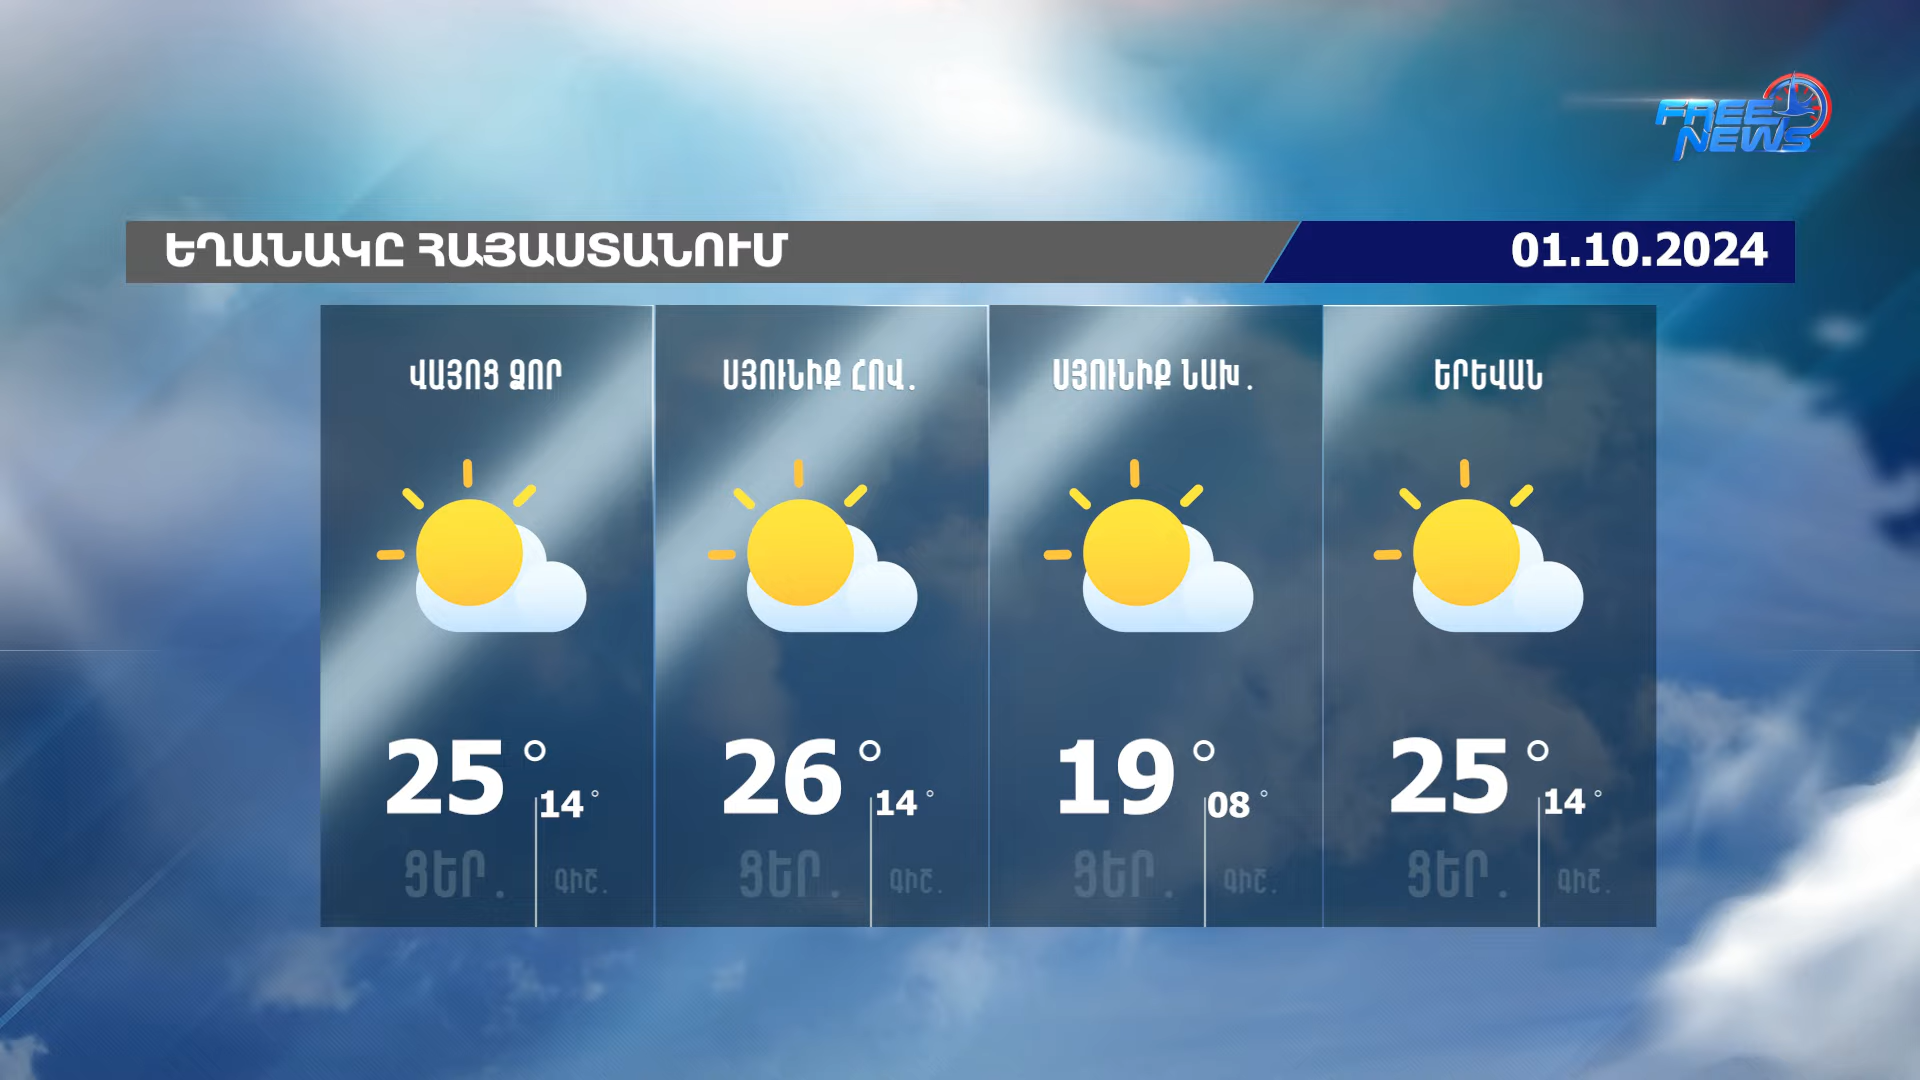 FREE
NEWS
ԵՂԱՆԱԿԸ ՀԱՅԱՍՏԱՆՈՒՄ
01.10.2024
ՎԱՅՈՑ ՁՈՐ
ՍՅՈՒՆԻՔ ՀՈՎ.
ՍՅՈՒՆԻՔ ՆԱԽ.
ԵՐԵՎԱՆ
25° 14°
26° 14°
19° 08°
25° 14°
ՑԵՐ. ԳԻՇ.
ՑԵՐ. ԳԻՇ.
ՑԵՐ. ԳԻՇ.
ՑԵՐ. ԳԻՇ.